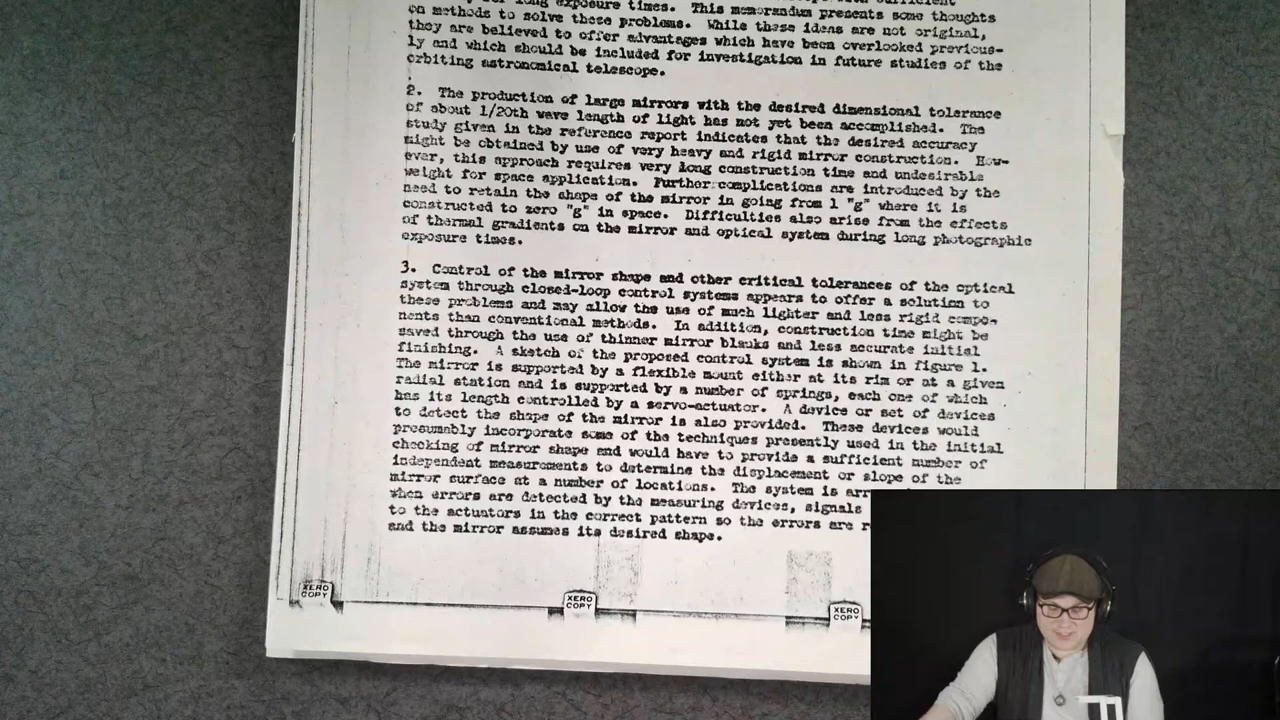 long exposure times. This memorandum presents some thoughts
on methods to solve these problems. While these ideas are not original,
they are believed to offer advantages which have been overlooked previous-
ly and which should be included for investigation in future studies of the
orbiting astronomical telescope.
2. The production of large mirrors with the desired dimensional tolerance
of about 1/20th wave length of light has not yet been accomplished. The
study given in the reference report indicates that the desired accuracy
might be obtained by use of very heavy and rigid mirror construction. How-
ever, this approach requires very long construction time and undesirable
weight for space application. Further complications are introduced by the
need to retain the shape of the mirror in going from 1 "g" where it is
constructed to zero "g" in space. Difficulties also arise from the effects
of thermal gradients on the mirror and optical system during long photographic
exposure times.
3. Control of the mirror shape and other critical tolerances of the optical
system through closed-loop control systems appears to offer a solution to
these problems and may allow the use of much lighter and less rigid compo-
nents than conventional methods. In addition, construction time might be
saved through the use of thinner mirror blanks and less accurate initial
finishing. A sketch of the proposed control system is shown in figure 1.
The mirror is supported by a flexible mount either at its rim or at a given
radial station and is supported by a number of springs, each one of which
has its length controlled by a servo-actuator. A device or set of devices
to detect the shape of the mirror is also provided. These devices would
presumably incorporate some of the techniques presently used in the initial
checking of mirror shape and would have to provide a sufficient number of
independent measurements to determine the displacement or slope of the
mirror surface at a number of locations. The system is
when errors are detected by the measuring devices, signals
to the actuators in the correct pattern so the errors are
and the mirror assumes its desired shape.
XERO COPY
XERO COPY
XERO COPY